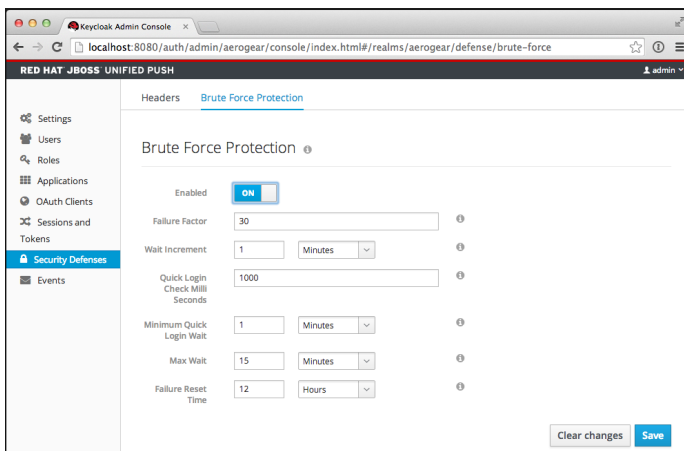 Keycloak Admin Console
localhost:8080/auth/admin/aerogear/console/index.html#/realms/aerogear/defense/brute-force
RED HAT JBOSS UNIFIED PUSH
admin
Headers
Brute Force Protection
Settings
Users
Roles
Applications
OAuth Clients
Sessions and
Tokens
Security Defenses
Events
Brute Force Protection
Enabled
ON
Failure Factor
30
Wait Increment
1
Minutes
Quick Login
Check Milli
Seconds
1000
Minimum Quick
Login Wait
1
Minutes
Max Wait
15
Minutes
Failure Reset
Time
12
Hours
Clear changes
Save